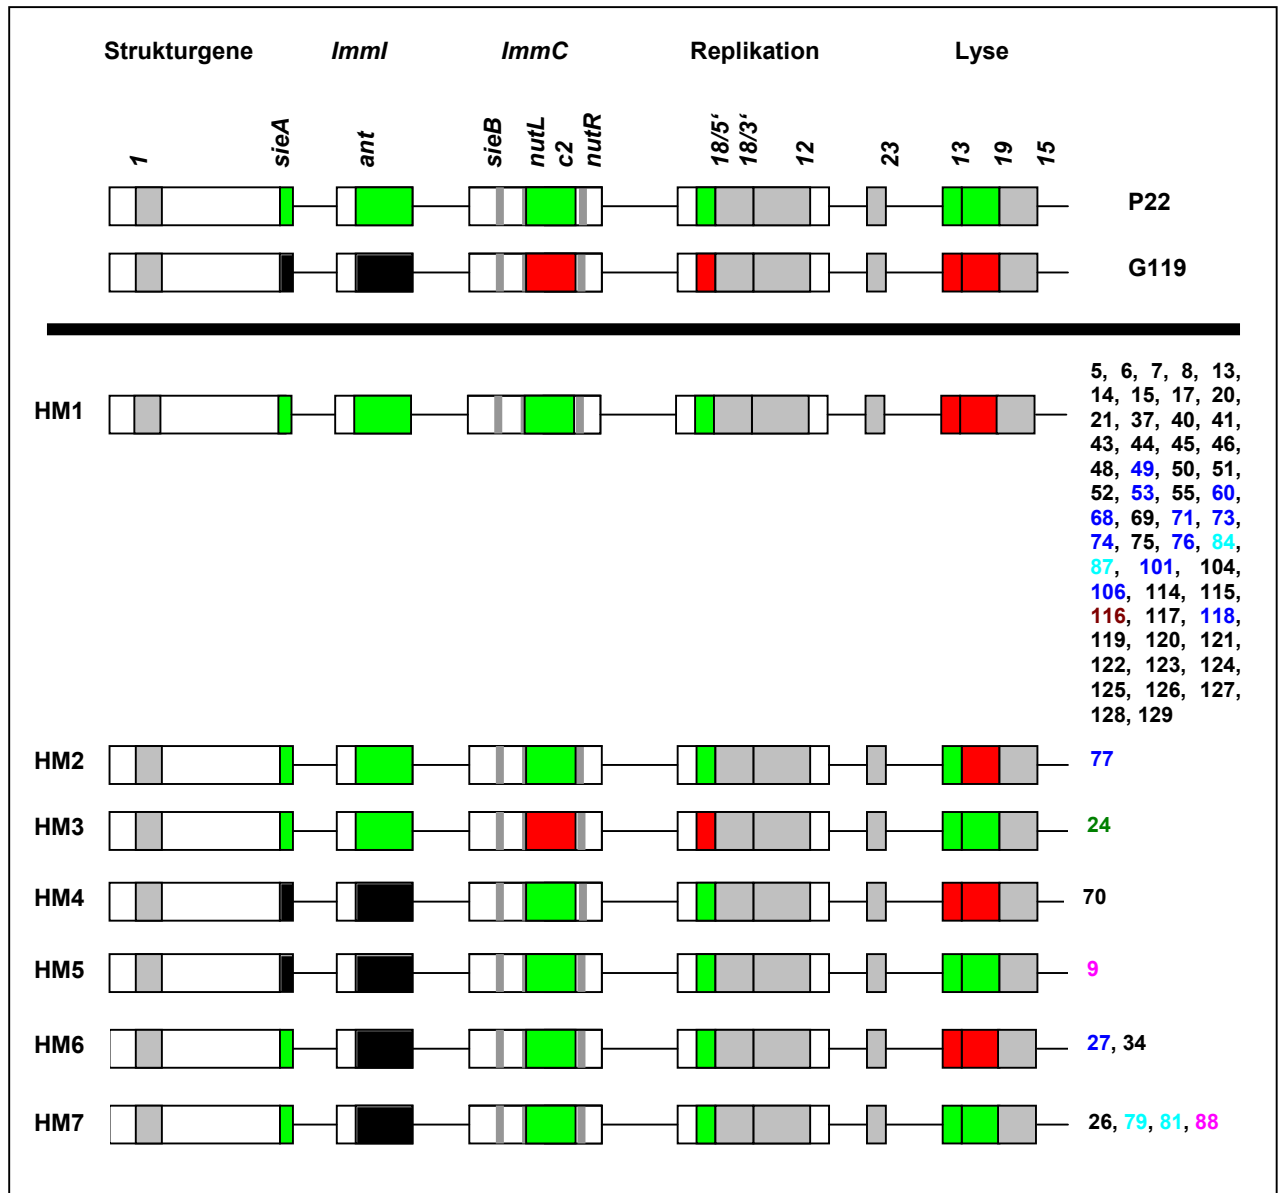 Strukturgene ImmI ImmC Replikation Lyse
1 sieA ant sieB nutL c2 nutR 18/5‘ 18/3‘ 12 23 13 19 15
P22
G119
HM1
5, 6, 7, 8, 13,
14, 15, 17, 20,
21, 37, 40, 41,
43, 44, 45, 46,
48, 49, 50, 51,
52, 53, 55, 60,
68, 69, 71, 73,
74, 75, 76, 84,
87, 101, 104,
106, 114, 115,
116, 117, 118,
119, 120, 121,
122, 123, 124,
125, 126, 127,
128, 129
HM2 77
HM3 24
HM4 70
HM5 9
HM6 27, 34
HM7 26, 79, 81, 88